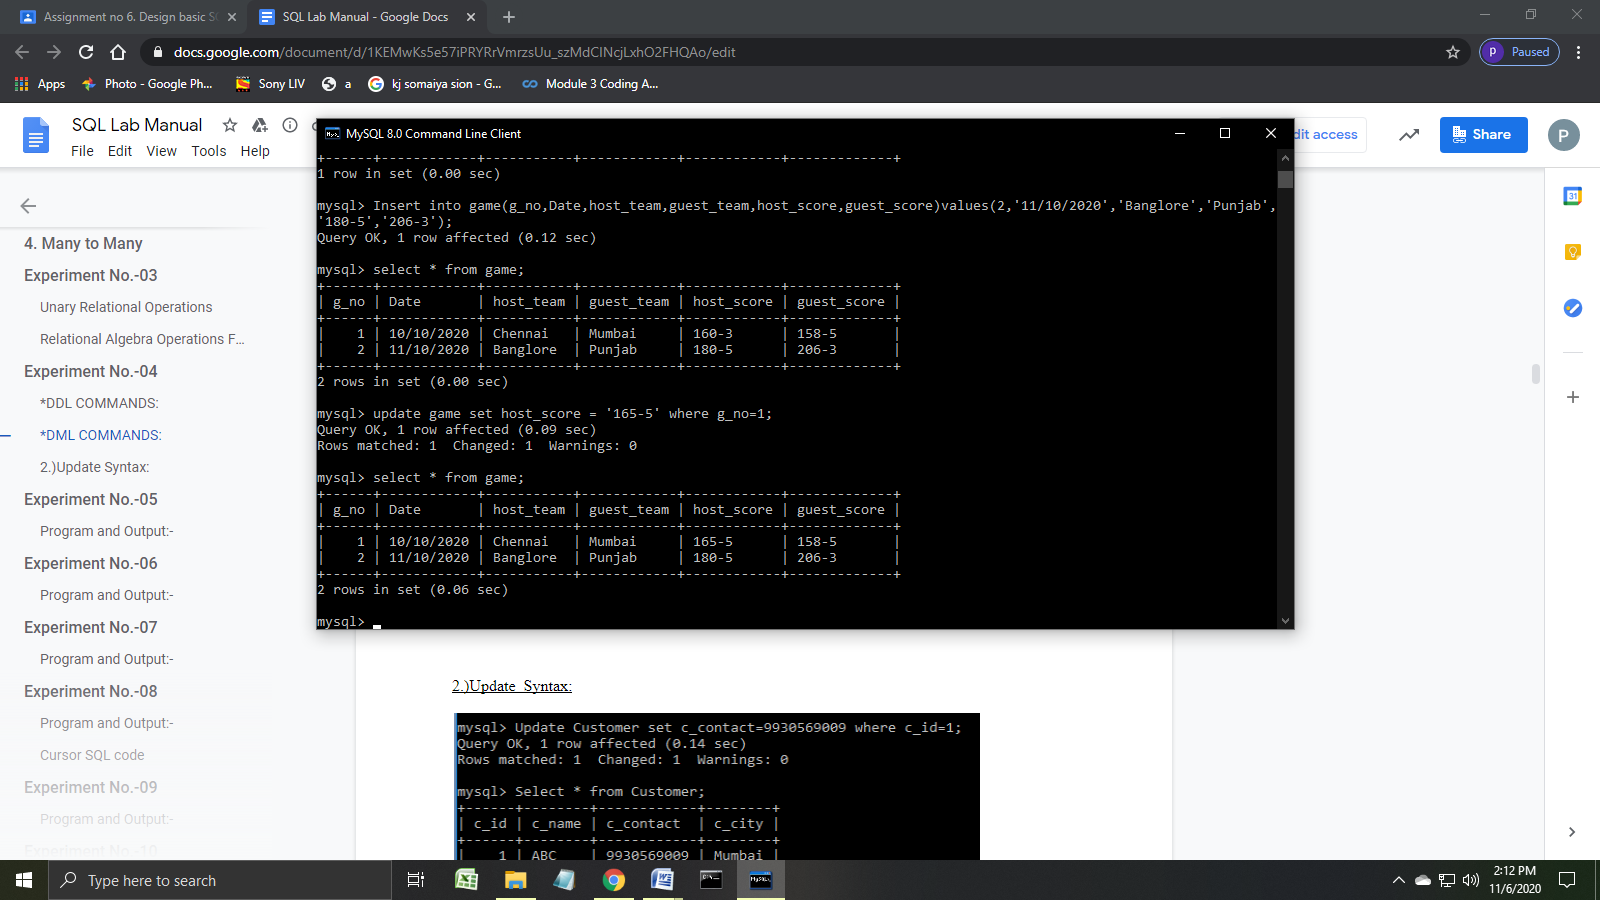 Assignment no 6. Design basic S
SQL Lab Manual - Google Docs
docs.google.com/document/d/1KEMwKs5e57iPRYRrVmrzsUu_szMdCINcjLxhO2FHQAo/edit
P Paused
Apps
Photo - Google Ph...
Sony LIV
a
kj somaiya sion - G...
Module 3 Coding A...
SQL Lab Manual
File Edit View Tools Help
dit access
Share
P
MySQL 8.0 Command Line Client
4. Many to Many
Experiment No.-03
Unary Relational Operations
Relational Algebra Operations F...
Experiment No.-04
*DDL COMMANDS:
*DML COMMANDS:
2.)Update Syntax:
Experiment No.-05
Program and Output:-
Experiment No.-06
Program and Output:-
Experiment No.-07
Program and Output:-
Experiment No.-08
Program and Output:-
Cursor SQL code
Experiment No.-09
Program and Output:-
Experiment No.-10
+------+------------+-----------+------------+------------+-------------+
1 row in set (0.00 sec)
mysql> Insert into game(g_no,Date,host_team,guest_team,host_score,guest_score)values(2,'11/10/2020','Banglore','Punjab',
'180-5','206-3');
Query OK, 1 row affected (0.12 sec)
mysql> select * from game;
+------+------------+-----------+------------+------------+-------------+
| g_no | Date       | host_team | guest_team | host_score | guest_score |
+------+------------+-----------+------------+------------+-------------+
|    1 | 10/10/2020 | Chennai   | Mumbai     | 160-3      | 158-5       |
|    2 | 11/10/2020 | Banglore  | Punjab     | 180-5      | 206-3       |
+------+------------+-----------+------------+------------+-------------+
2 rows in set (0.00 sec)
mysql> update game set host_score = '165-5' where g_no=1;
Query OK, 1 row affected (0.09 sec)
Rows matched: 1  Changed: 1  Warnings: 0
mysql> select * from game;
+------+------------+-----------+------------+------------+-------------+
| g_no | Date       | host_team | guest_team | host_score | guest_score |
+------+------------+-----------+------------+------------+-------------+
|    1 | 10/10/2020 | Chennai   | Mumbai     | 165-5      | 158-5       |
|    2 | 11/10/2020 | Banglore  | Punjab     | 180-5      | 206-3       |
+------+------------+-----------+------------+------------+-------------+
2 rows in set (0.06 sec)
mysql> _
2.)Update Syntax:
mysql> Update Customer set c_contact=9930569009 where c_id=1;
Query OK, 1 row affected (0.14 sec)
Rows matched: 1  Changed: 1  Warnings: 0
mysql> Select * from Customer;
+------+--------+------------+--------+
| c_id | c_name | c_contact  | c_city |
+------+--------+------------+--------+
|    1 | ABC    | 9930569009 | Mumbai |
31
Type here to search
2:12 PM
11/6/2020